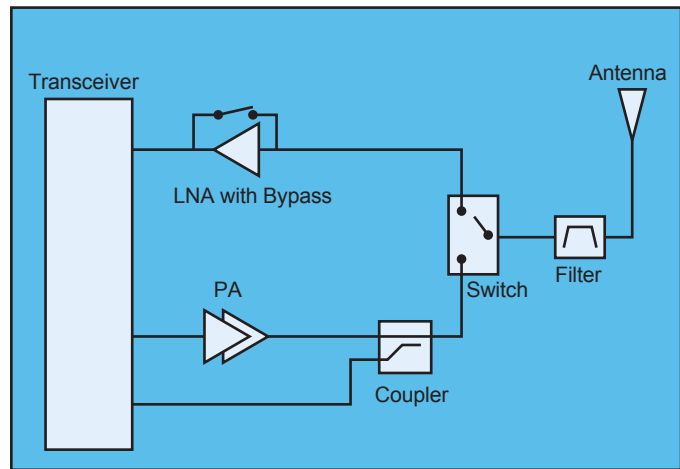 Transceiver
Antenna
LNA with Bypass
Filter
Switch
PA
Coupler